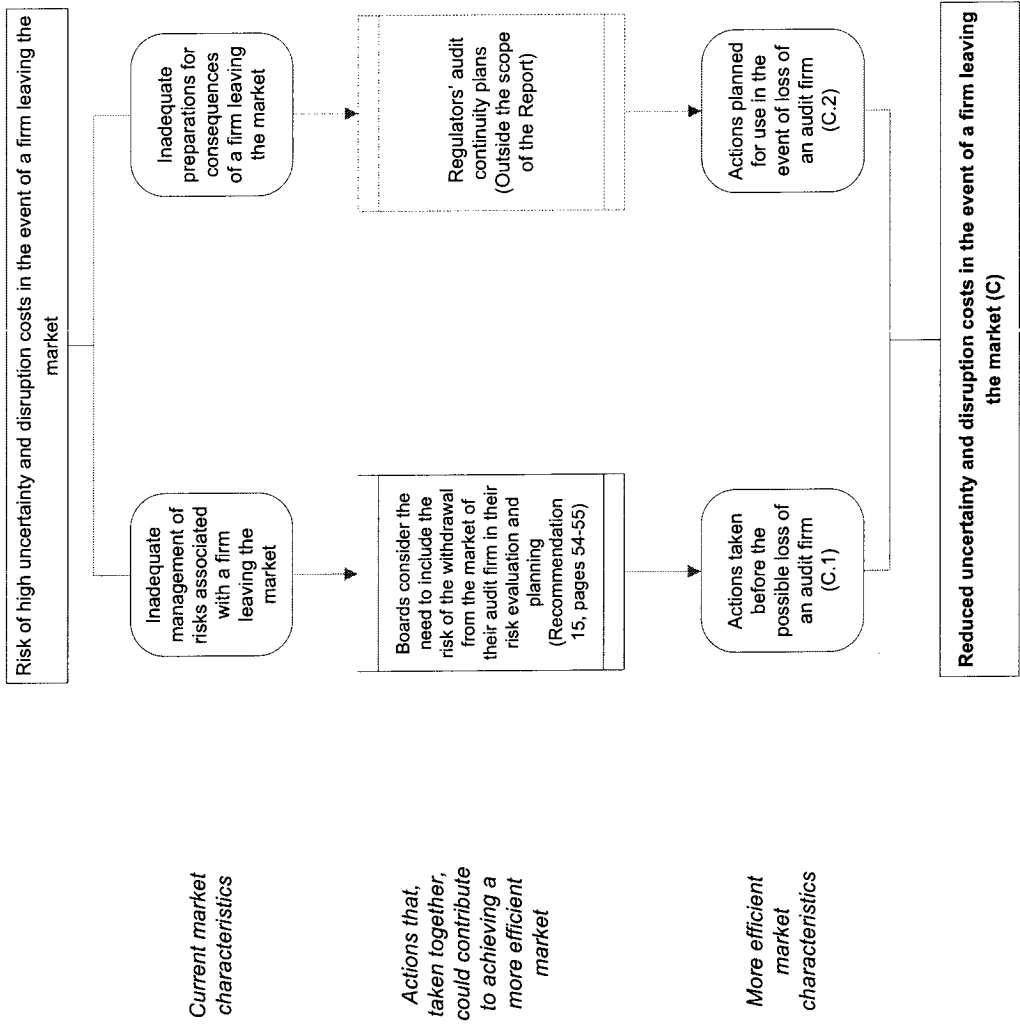 Risk of high uncertainty and disruption costs in the event of a firm leaving the
market
Current market
characteristics
Inadequate
management of
risks associated
with a firm
leaving the
market
Inadequate
preparations for
consequences
of a firm leaving
the market
Actions that,
taken together,
could contribute
to achieving a
more efficient
market
Boards consider the
need to include the
risk of the withdrawal
from the market of
their audit firm in their
risk evaluation and
planning
(Recommendation
15, pages 54-55)
Regulators' audit
continuity plans
(Outside the scope
of the Report)
More efficient
market
characteristics
Actions taken
before the
possible loss of
an audit firm
(C.1)
Actions planned
for use in the
event of loss of
an audit firm
(C.2)
Reduced uncertainty and disruption costs in the event of a firm leaving
the market (C)